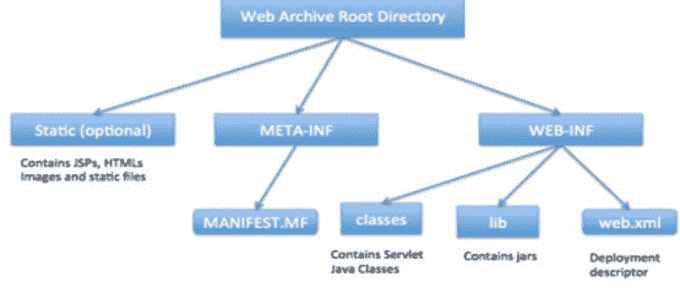 Web Archive Root Directory
Static (optional)
META-INF
WEB-INF
Contains JSPs, HTMLs
Images and static files
MANIFEST.MF
classes
lib
web.xml
Contains Servlet
Java Classes
Contains jars
Deployment
descriptor